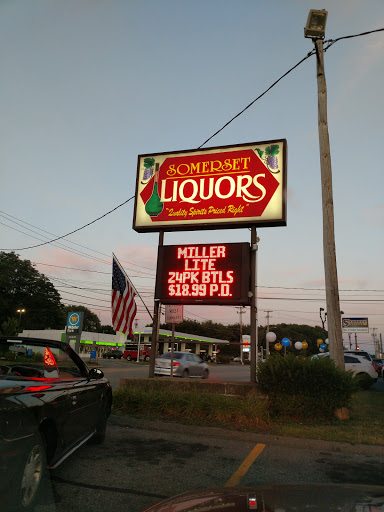 SOMERSET
LIQUORS
"Quality Spirits Priced Right"
MILLER
LITE
24PK BTLS
$18.99 P.D.